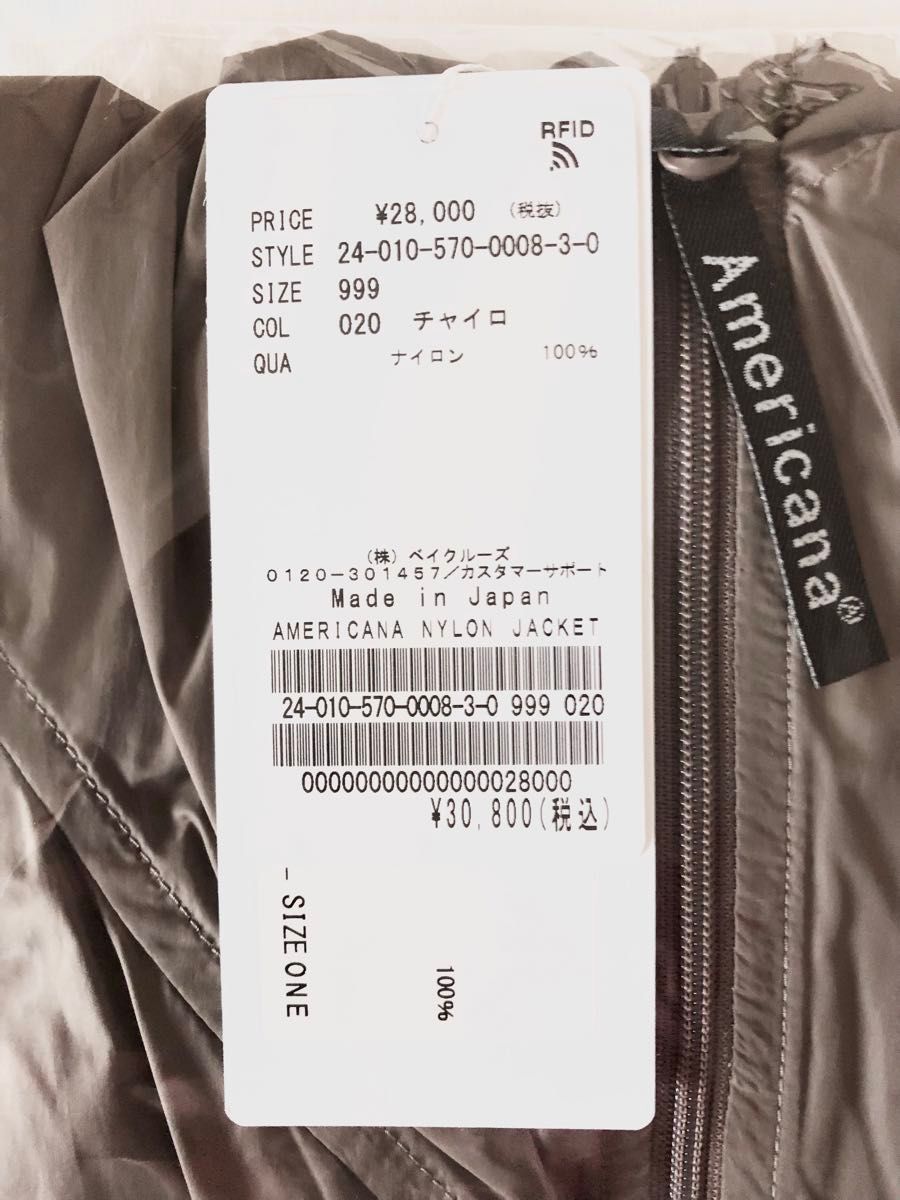 RFID
PRICE ¥28,000 (税抜)
STYLE 24-010-570-0008-3-0
SIZE 999
COL 020 チャイロ
QUA ナイロン 100%
(株) ベイクルーズ
0120-301457/カスタマーサポート
Made in Japan
AMERICANA NYLON JACKET
24-010-570-0008-3-0 999 020
00000000000000028000
¥30,800(税込)
- SIZE ONE
100%
Americana®